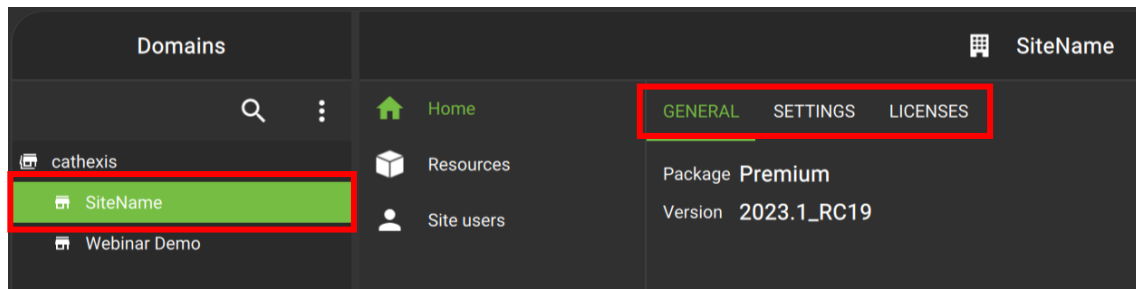 Domains
SiteName
Home
GENERAL SETTINGS LICENSES
cathexis
Resources
Package Premium
SiteName
Site users
Version 2023.1_RC19
Webinar Demo